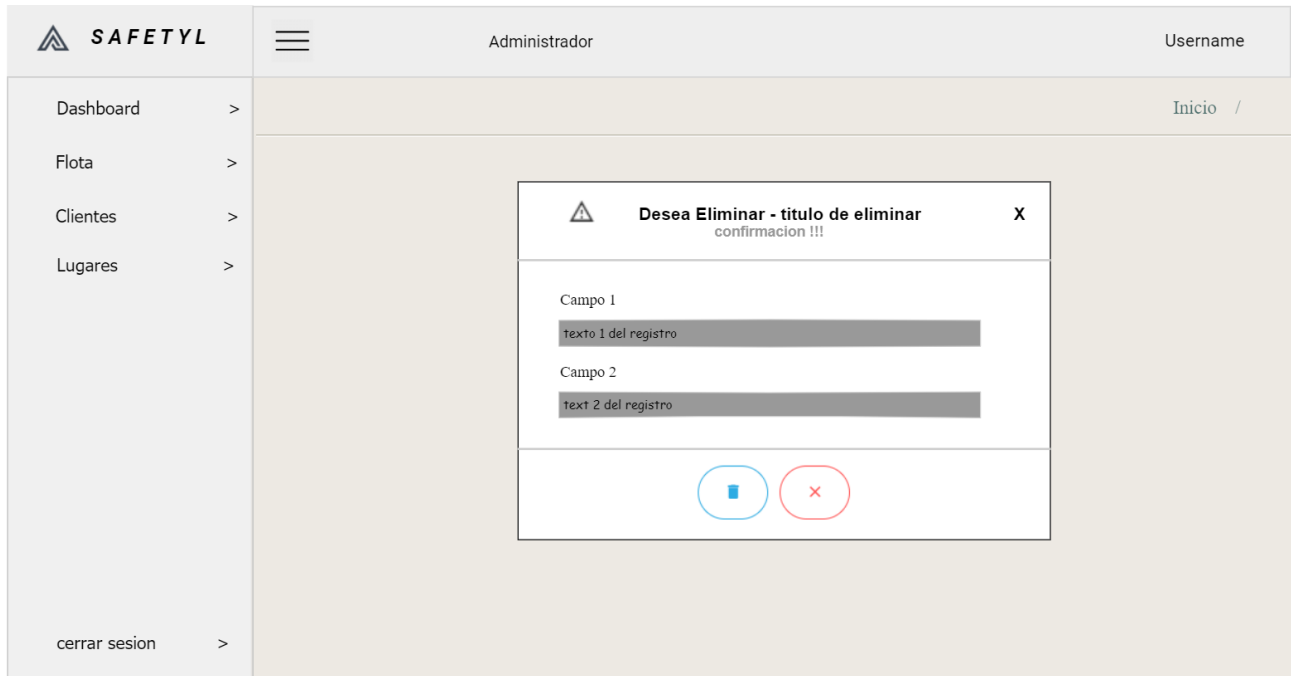 SAFETYL
Administrador
Username
Dashboard >
Flota >
Clientes >
Lugares >
cerrar sesion >
Inicio /
Desea Eliminar - titulo de eliminar X
confirmacion !!!
Campo 1
texto 1 del registro
Campo 2
text 2 del registro